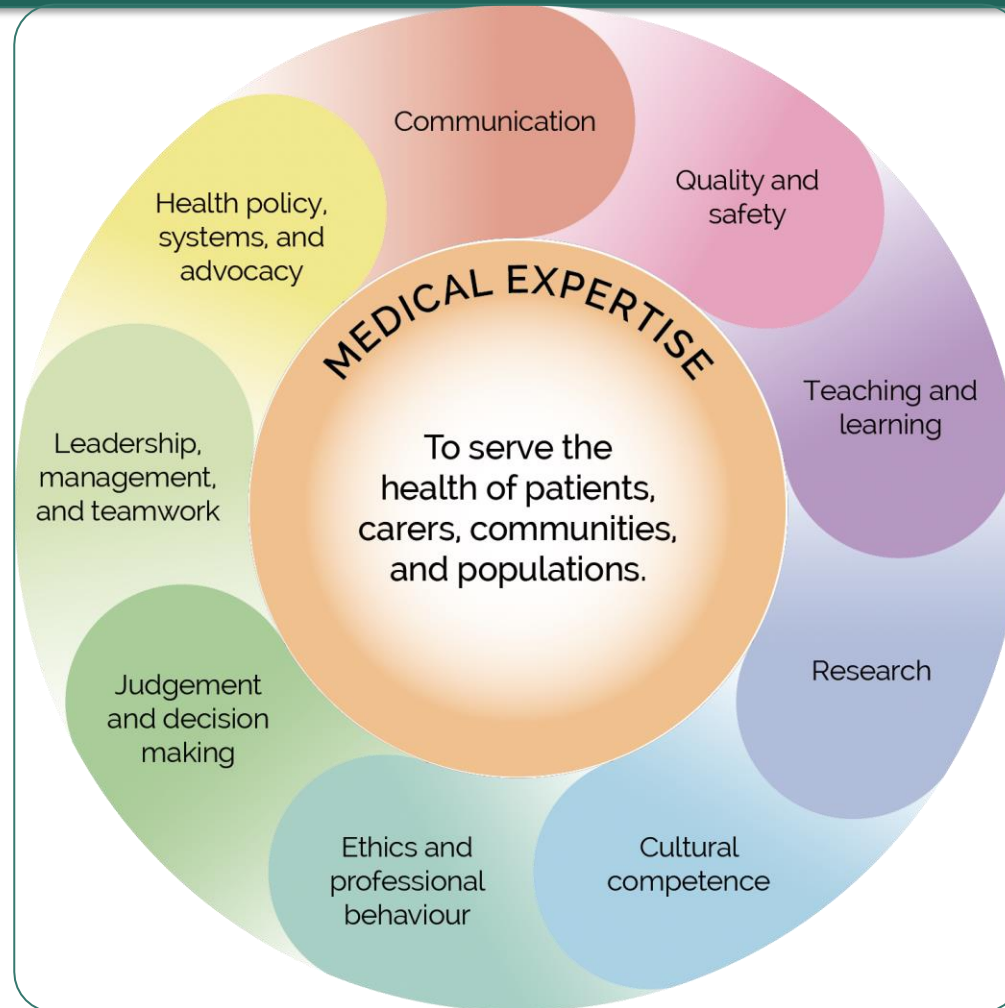 Communication
Quality and
safety
Teaching and
learning
Research
Cultural
competence
Ethics and
professional
behaviour
Judgement
and decision
making
Leadership,
management,
and teamwork
Health policy,
systems, and
advocacy
MEDICAL EXPERTISE
To serve the
health of patients,
carers, communities,
and populations.